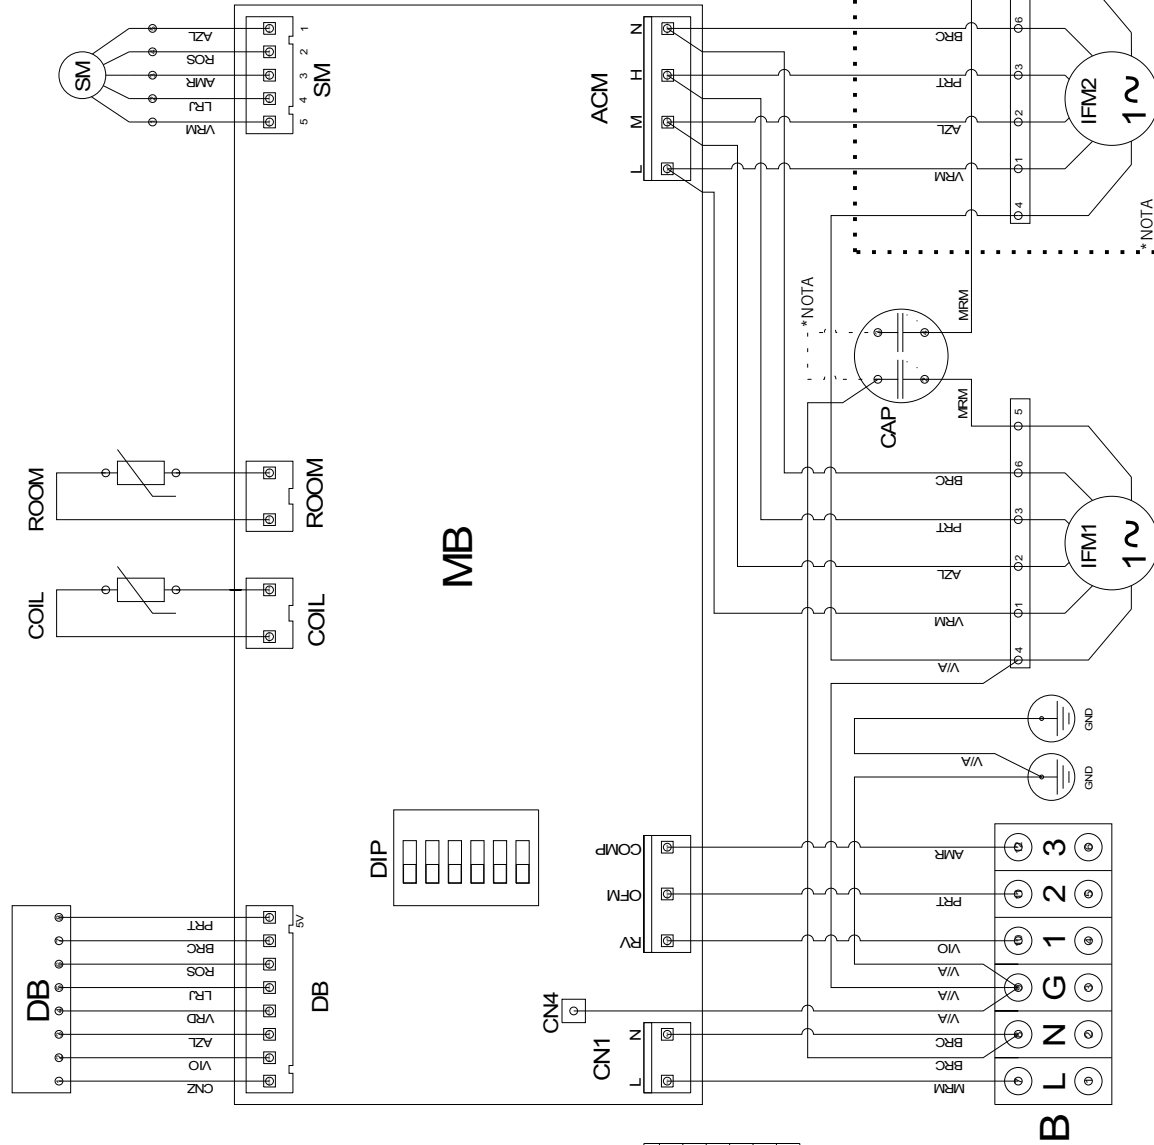 SM
AZL
ROS
AMR
LRJ
VRM
1
2
3
4
5
SM
ROOM
ROOM
COIL
COIL
DB
PRT
BRC
ROS
LRJ
VRD
AZL
VIO
CNZ
5V
DB
MB
DIP
ACM
N
H
M
L
COMP
OFM
RV
CN4
CN1
N
L
BRC
PRT
AZL
VRM
6
3
2
1
4
IFM2
1~
*NOTA
*NOTA
MRM
CAP
MRM
5
6
3
2
1
4
BRC
PRT
AZL
VRM
V/A
IFM1
1~
GND
V/A
GND
AMR
PRT
VIO
V/A
V/A
V/A
BRC
BRC
MRM
3
2
1
G
N
L
B